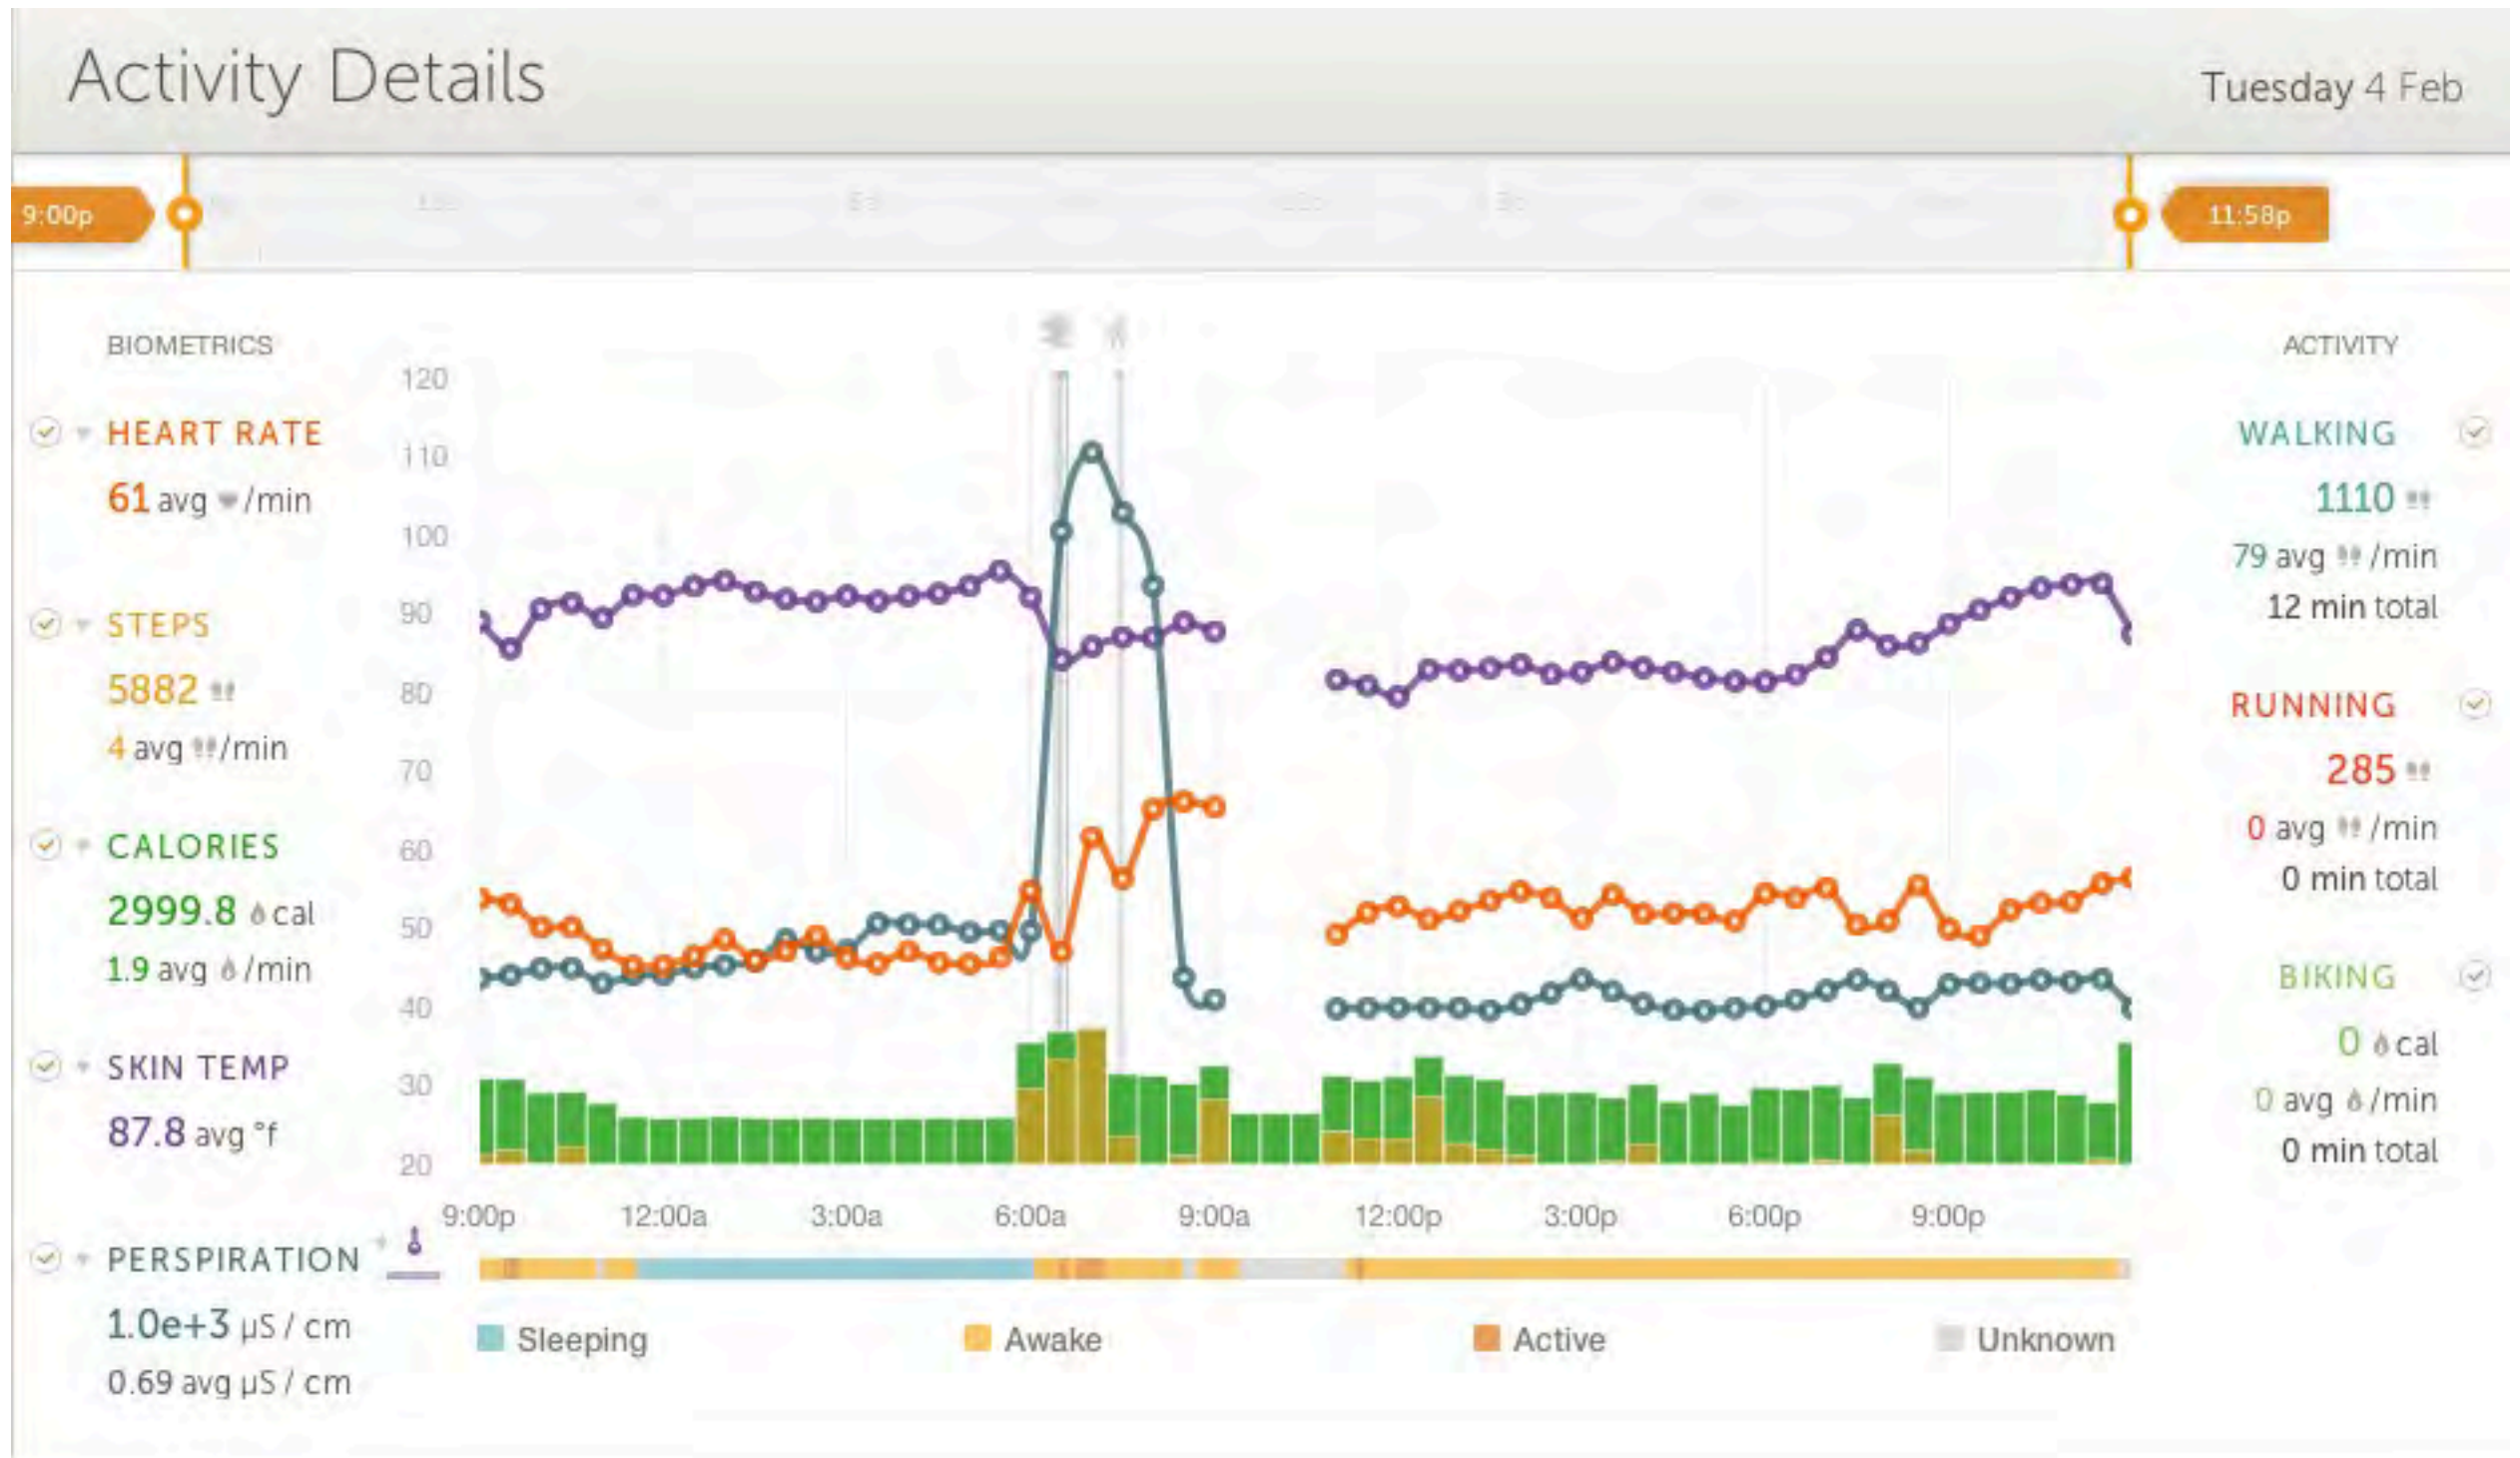 Activity Details
Tuesday 4 Feb
9:00p
11:58p
BIOMETRICS
HEART RATE
61 avg /min
STEPS
5882
4 avg /min
CALORIES
2999.8 cal
1.9 avg /min
SKIN TEMP
87.8 avg °f
PERSPIRATION
1.0e+3 µS / cm
0.69 avg µS / cm
120
110
100
90
80
70
60
50
40
30
20
9:00p 12:00a 3:00a 6:00a 9:00a 12:00p 3:00p 6:00p 9:00p
Sleeping Awake Active Unknown
ACTIVITY
WALKING
1110
79 avg /min
12 min total
RUNNING
285
0 avg /min
0 min total
BIKING
0 cal
0 avg /min
0 min total